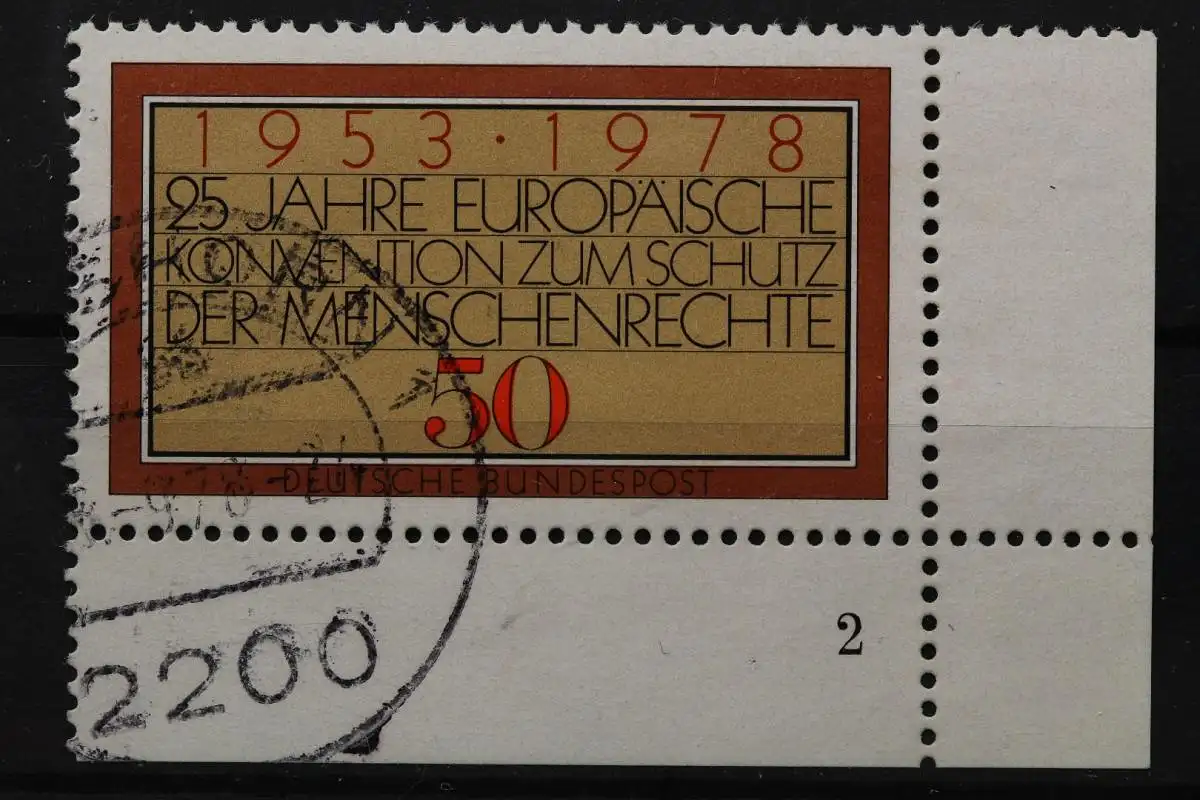 1953·1978
25 JAHRE EUROPÄISCHE
KONVENTION ZUM SCHUTZ
DER MENSCHENRECHTE
50
DEUTSCHE BUNDESPOST
2
2200